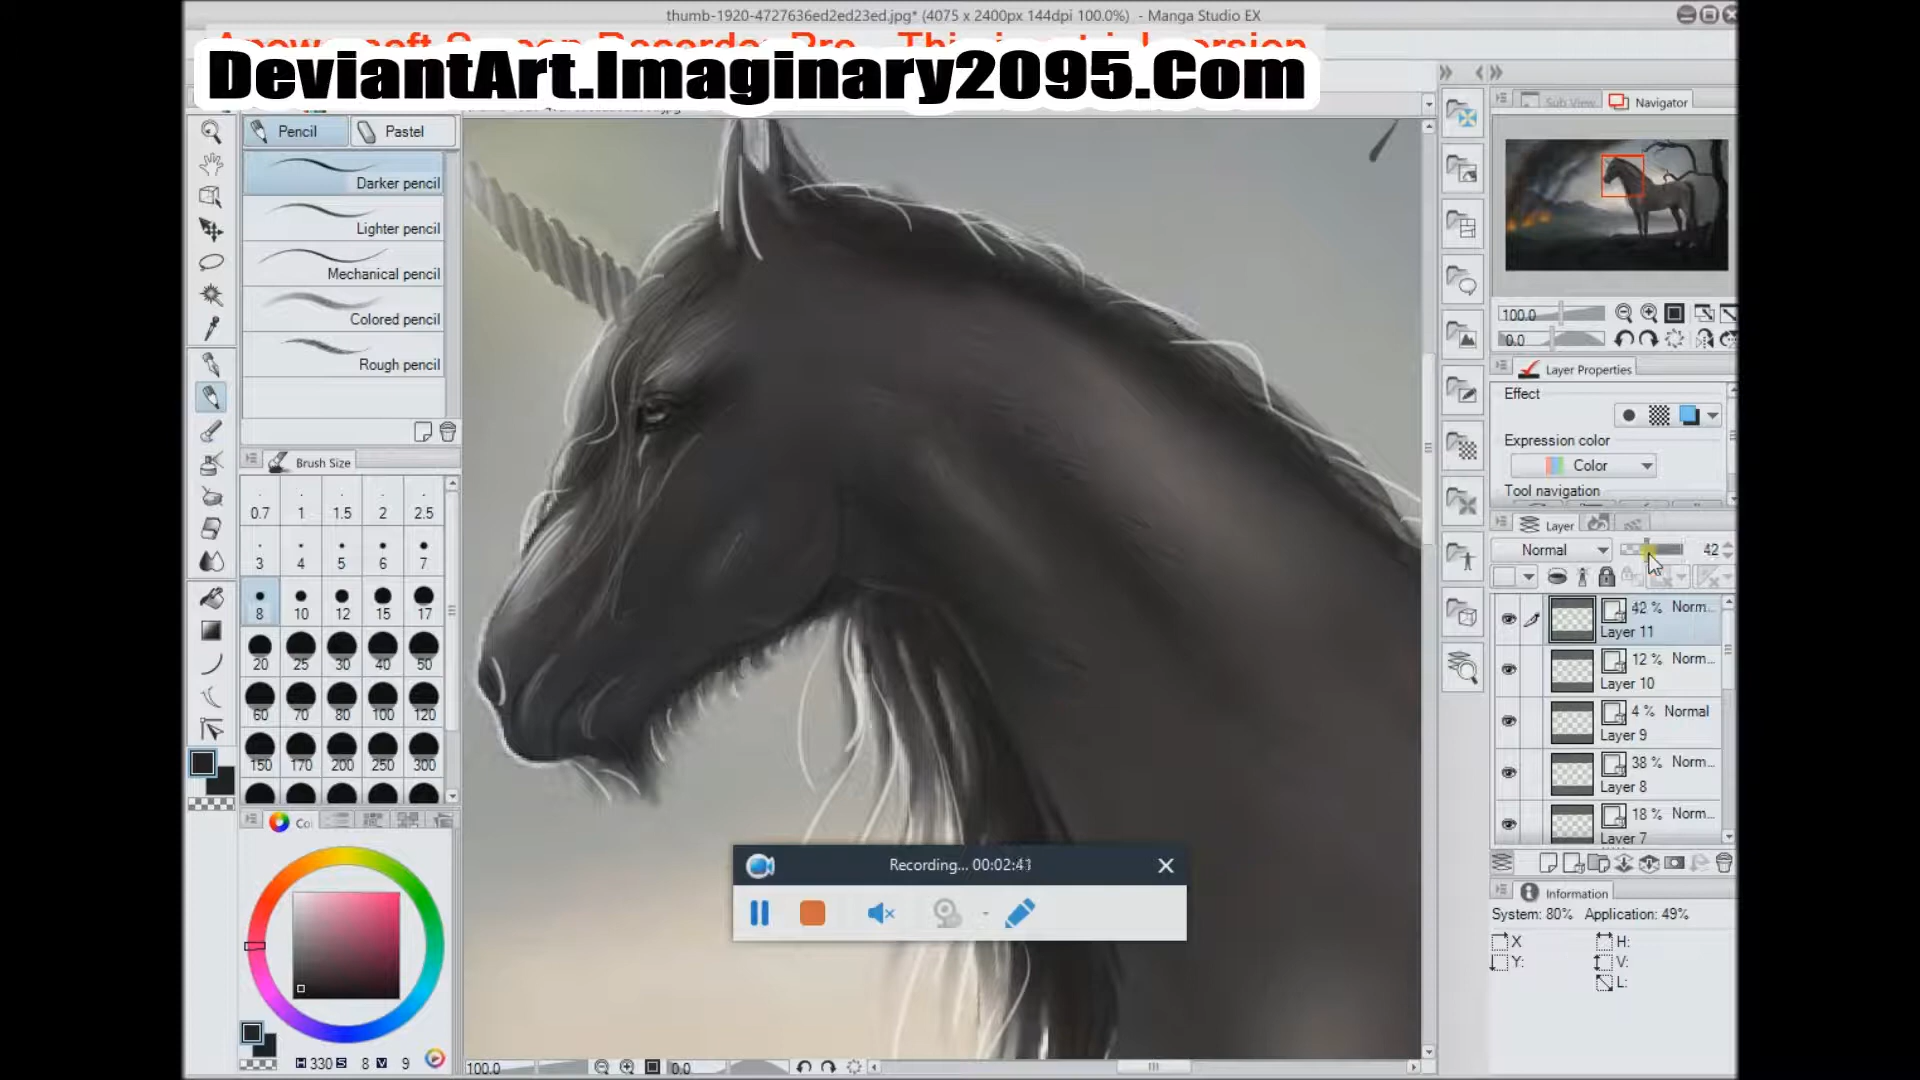 thumb-1920-4727636ed2ed23ed.jpg* (4075 x 2400px 144dpi 100.0%) - Manga Studio EX
DeviantArt.Imaginary2095.Com
Pencil
Pastel
Darker pencil
Lighter pencil
Mechanical pencil
Colored pencil
Rough pencil
Brush Size
0.7 1 1.5 2 2.5
3 4 5 6 7
8 10 12 15 17
20 25 30 40 50
60 70 80 100 120
150 170 200 250 300
Co
H 330 S 8 V 9
100.0
0.0
Recording... 00:02:41
Sub View
Navigator
100.0
0.0
Layer Properties
Effect
Expression color
Color
Tool navigation
Layer
Normal
42
42 % Norm...
Layer 11
12 % Norm...
Layer 10
4 % Normal
Layer 9
38 % Norm...
Layer 8
18 % Norm...
Layer 7
Information
System: 80% Application: 49%
X H:
Y: V:
L: